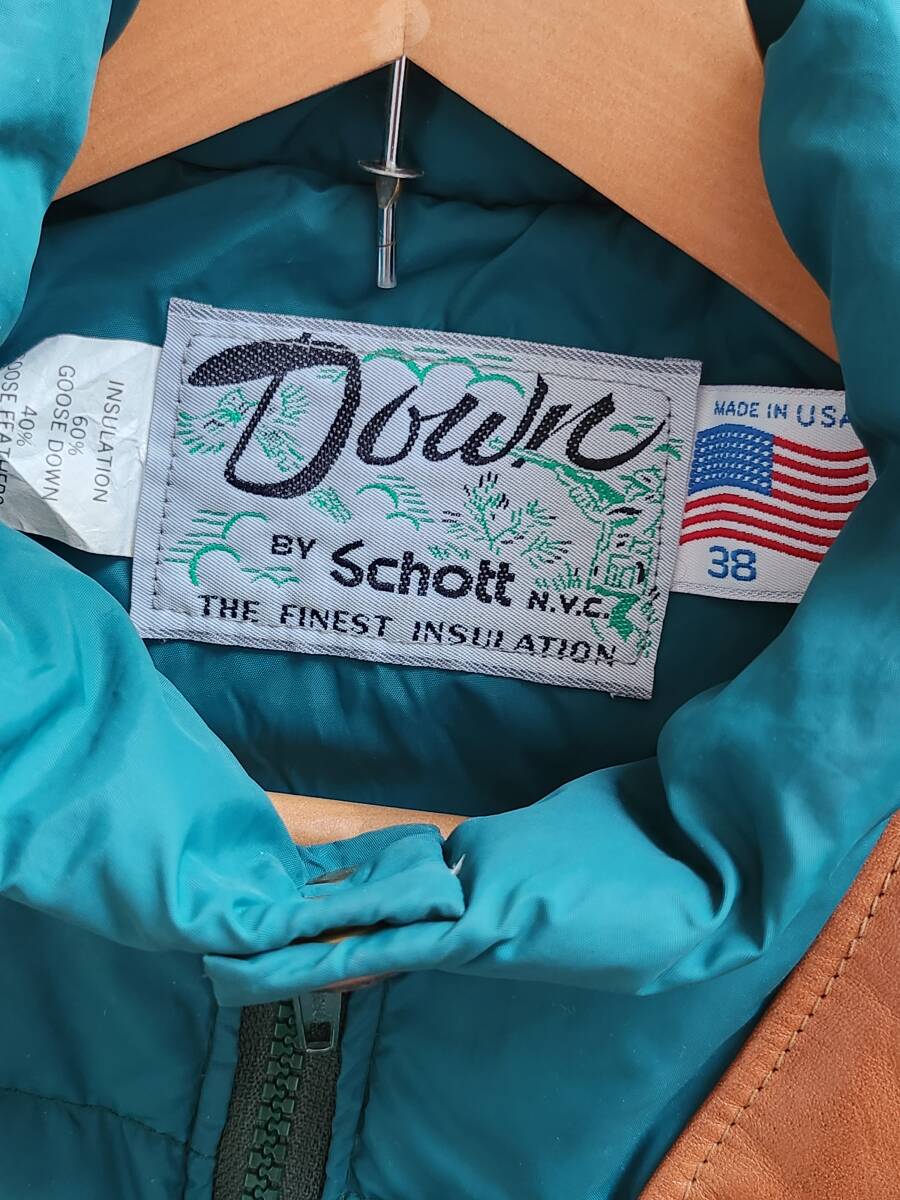 Down
BY Schott N.Y.C.
THE FINEST INSULATION
MADE IN USA
38
INSULATION
60%
GOOSE DOWN
40%